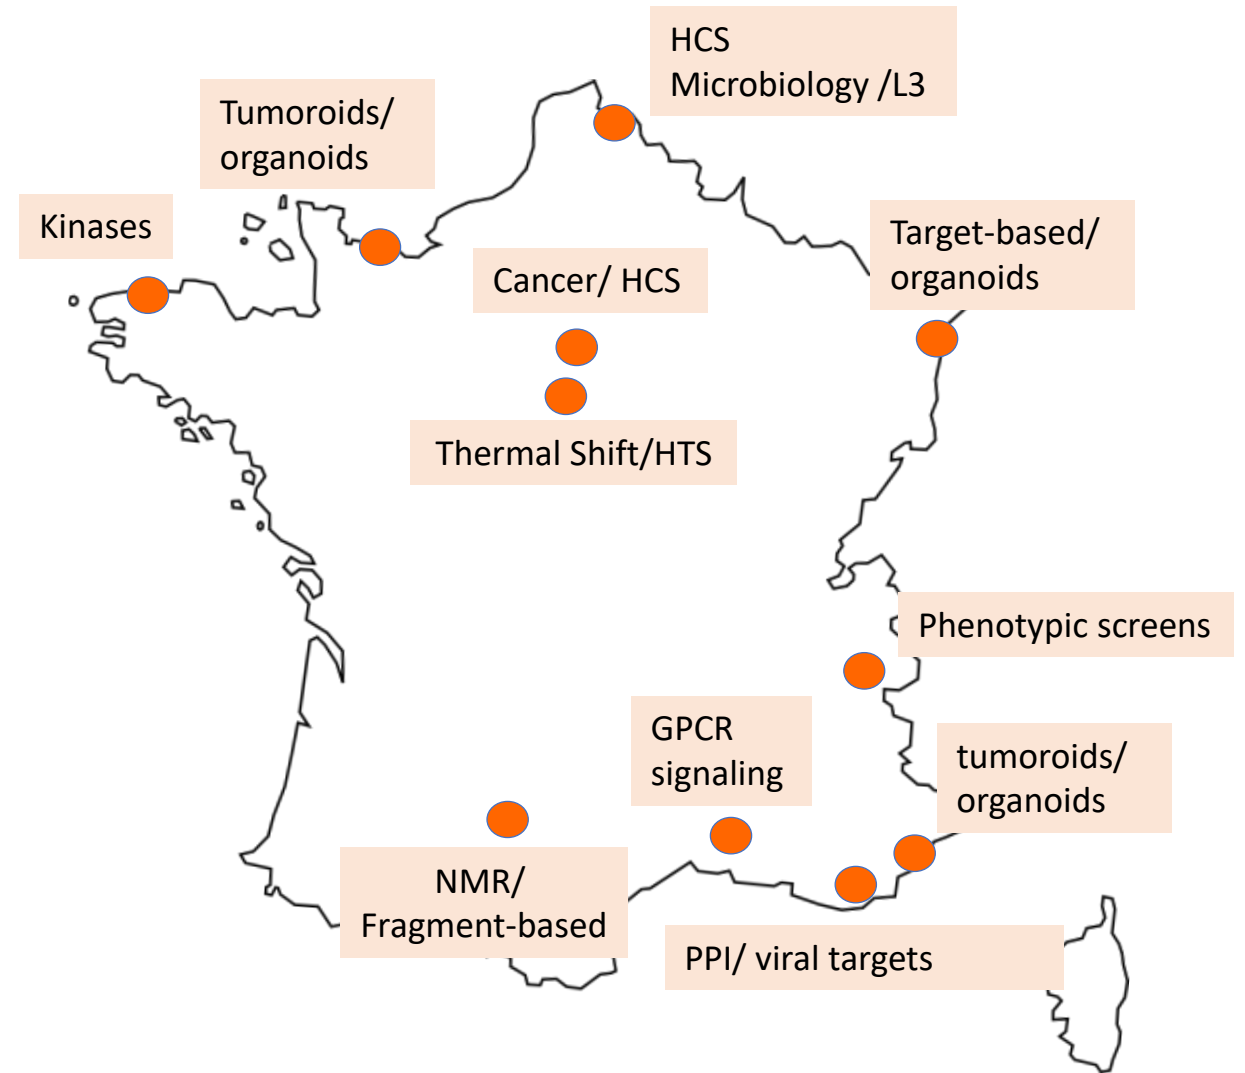 HCS
Microbiology /L3
Tumoroids/
organoids
Kinases
Target-based/
organoids
Cancer/ HCS
Thermal Shift/HTS
Phenotypic screens
GPCR
signaling
tumoroids/
organoids
NMR/
Fragment-based
PPI/ viral targets